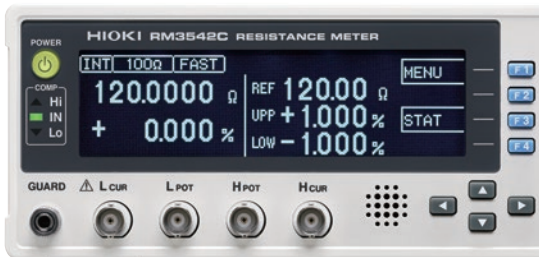 HIOKI RM3542C RESISTANCE METER
POWER
COMP
Hi
IN
Lo
INT 100Ω FAST
120.0000 Ω
+ 0.000 %
REF 120.00 Ω
UPP +1.000 %
LOW -1.000 %
MENU
STAT
F1
F2
F3
F4
GUARD
⚠ L CUR
L POT
H POT
H CUR